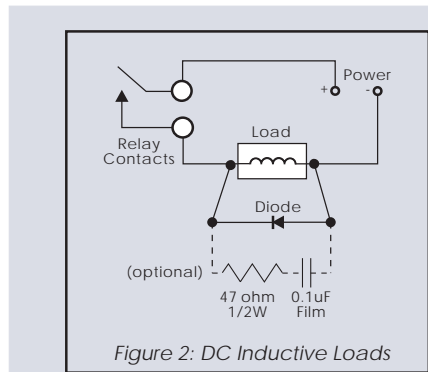 Power
+ -
Relay
Contacts
Load
Diode
(optional)
47 ohm
1/2W
0.1uF
Film
Figure 2: DC Inductive Loads